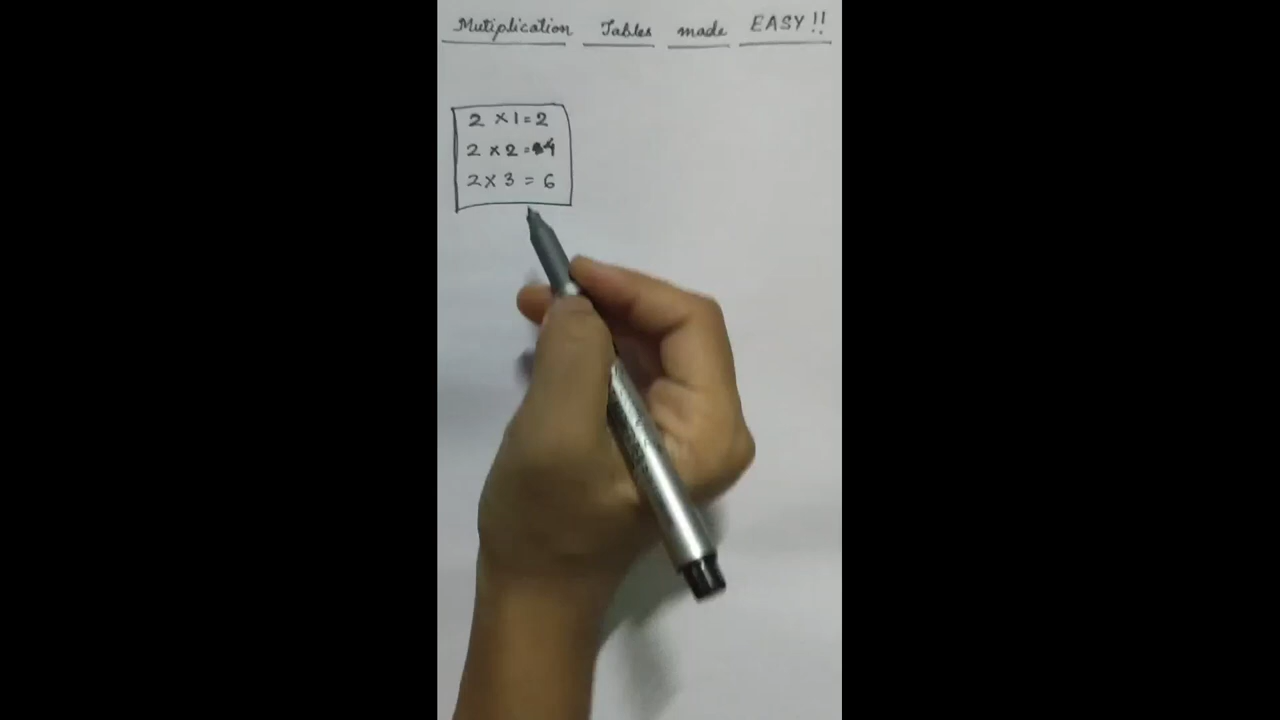 Mutiplication Tables made EASY!!
2 × 1 = 2
2 × 2 = 4
2 × 3 = 6